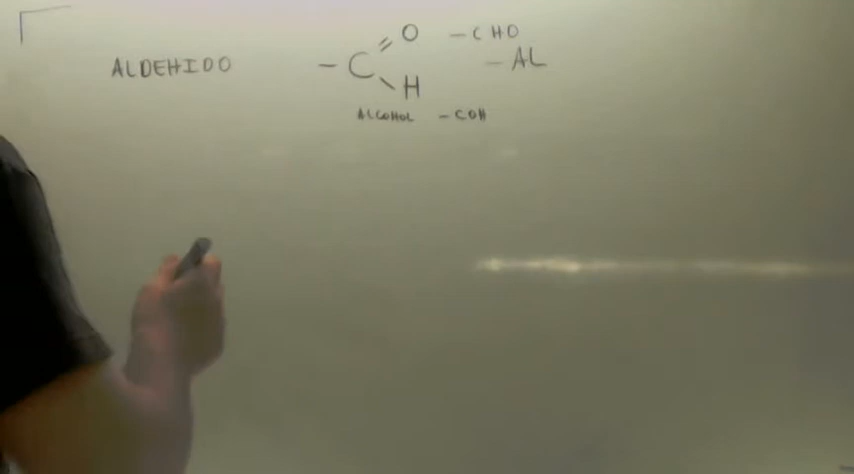 ALDEHIDO
O
- C
H
-CHO
-AL
ALCOHOL -COH